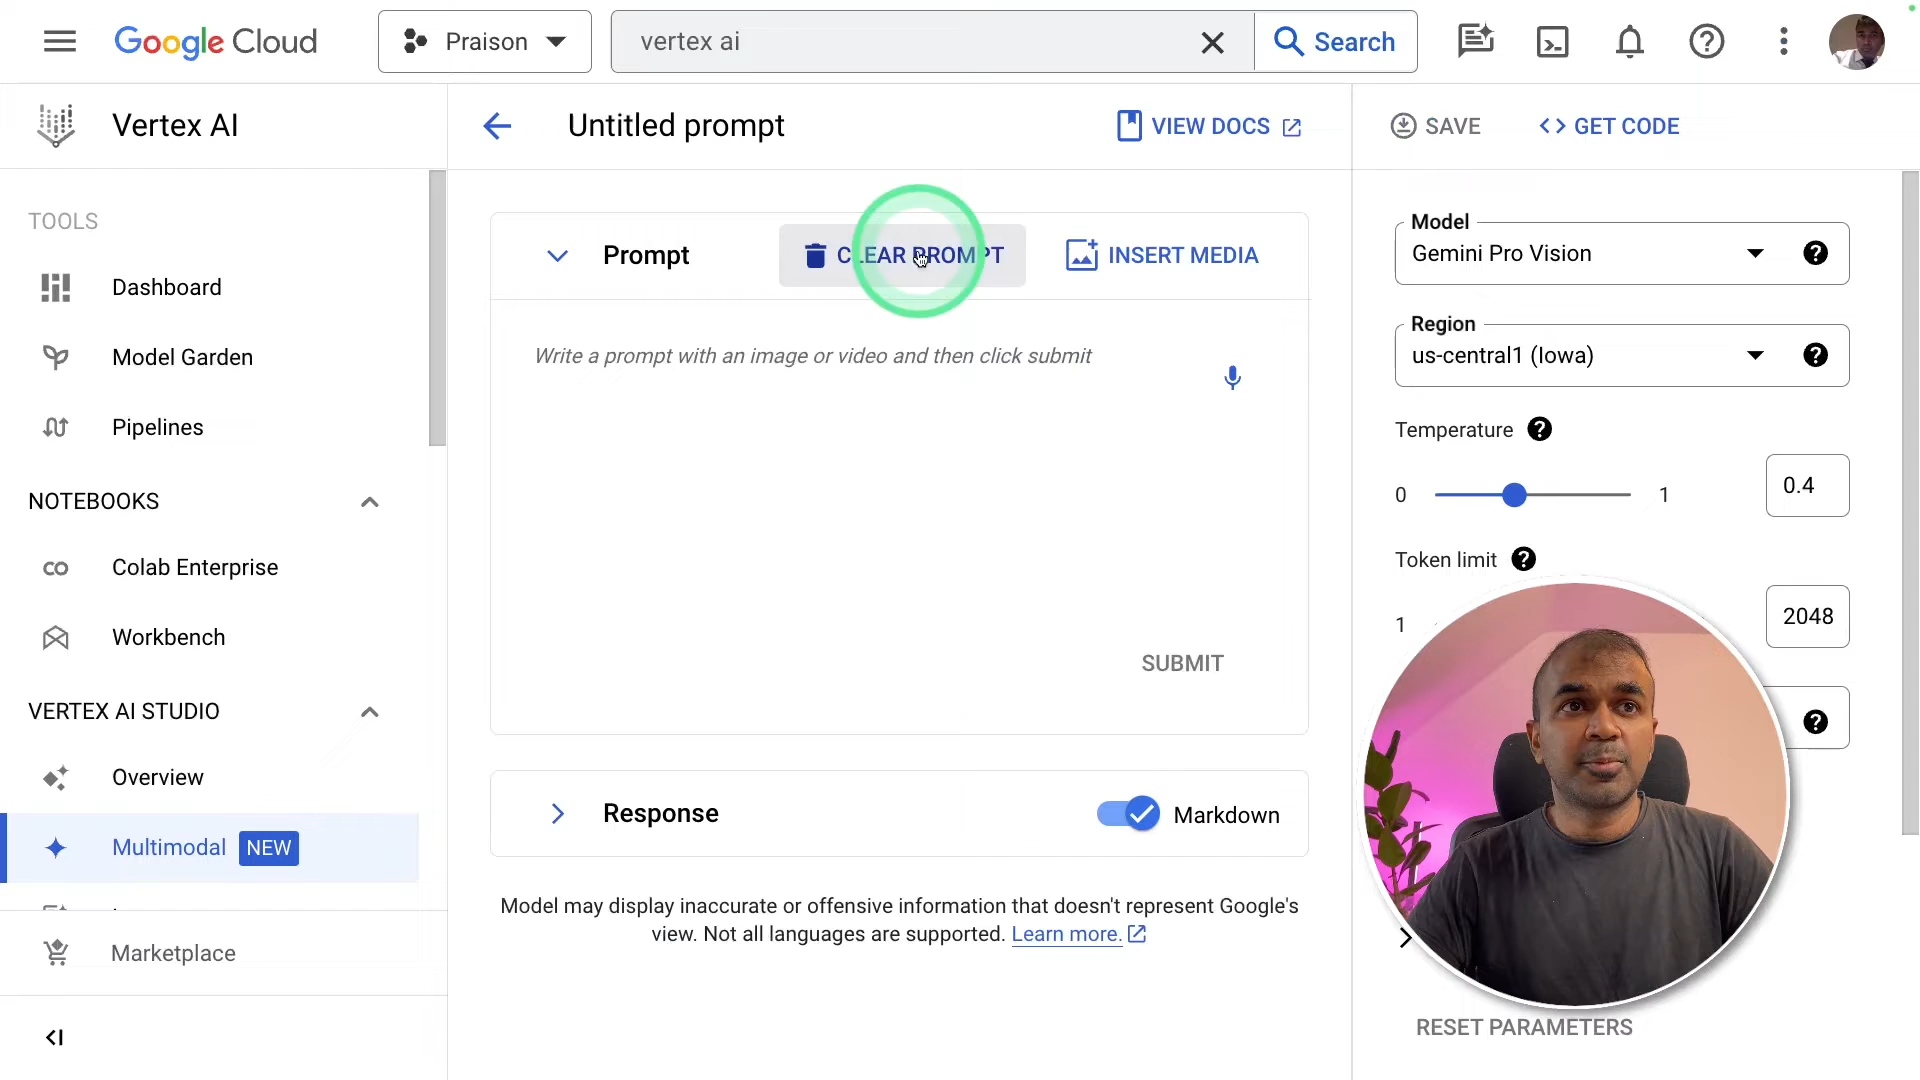 Google Cloud
Praison
vertex ai
Search
Vertex AI
TOOLS
Dashboard
Model Garden
Pipelines
NOTEBOOKS
Colab Enterprise
Workbench
VERTEX AI STUDIO
Overview
Multimodal NEW
Marketplace
Untitled prompt
VIEW DOCS
Prompt
CLEAR PROMPT
INSERT MEDIA
Write a prompt with an image or video and then click submit
SUBMIT
Response
Markdown
Model may display inaccurate or offensive information that doesn't represent Google's
view. Not all languages are supported. Learn more.
SAVE
<> GET CODE
Model
Gemini Pro Vision
Region
us-central1 (Iowa)
Temperature
0
1
0.4
Token limit
1
2048
RESET PARAMETERS